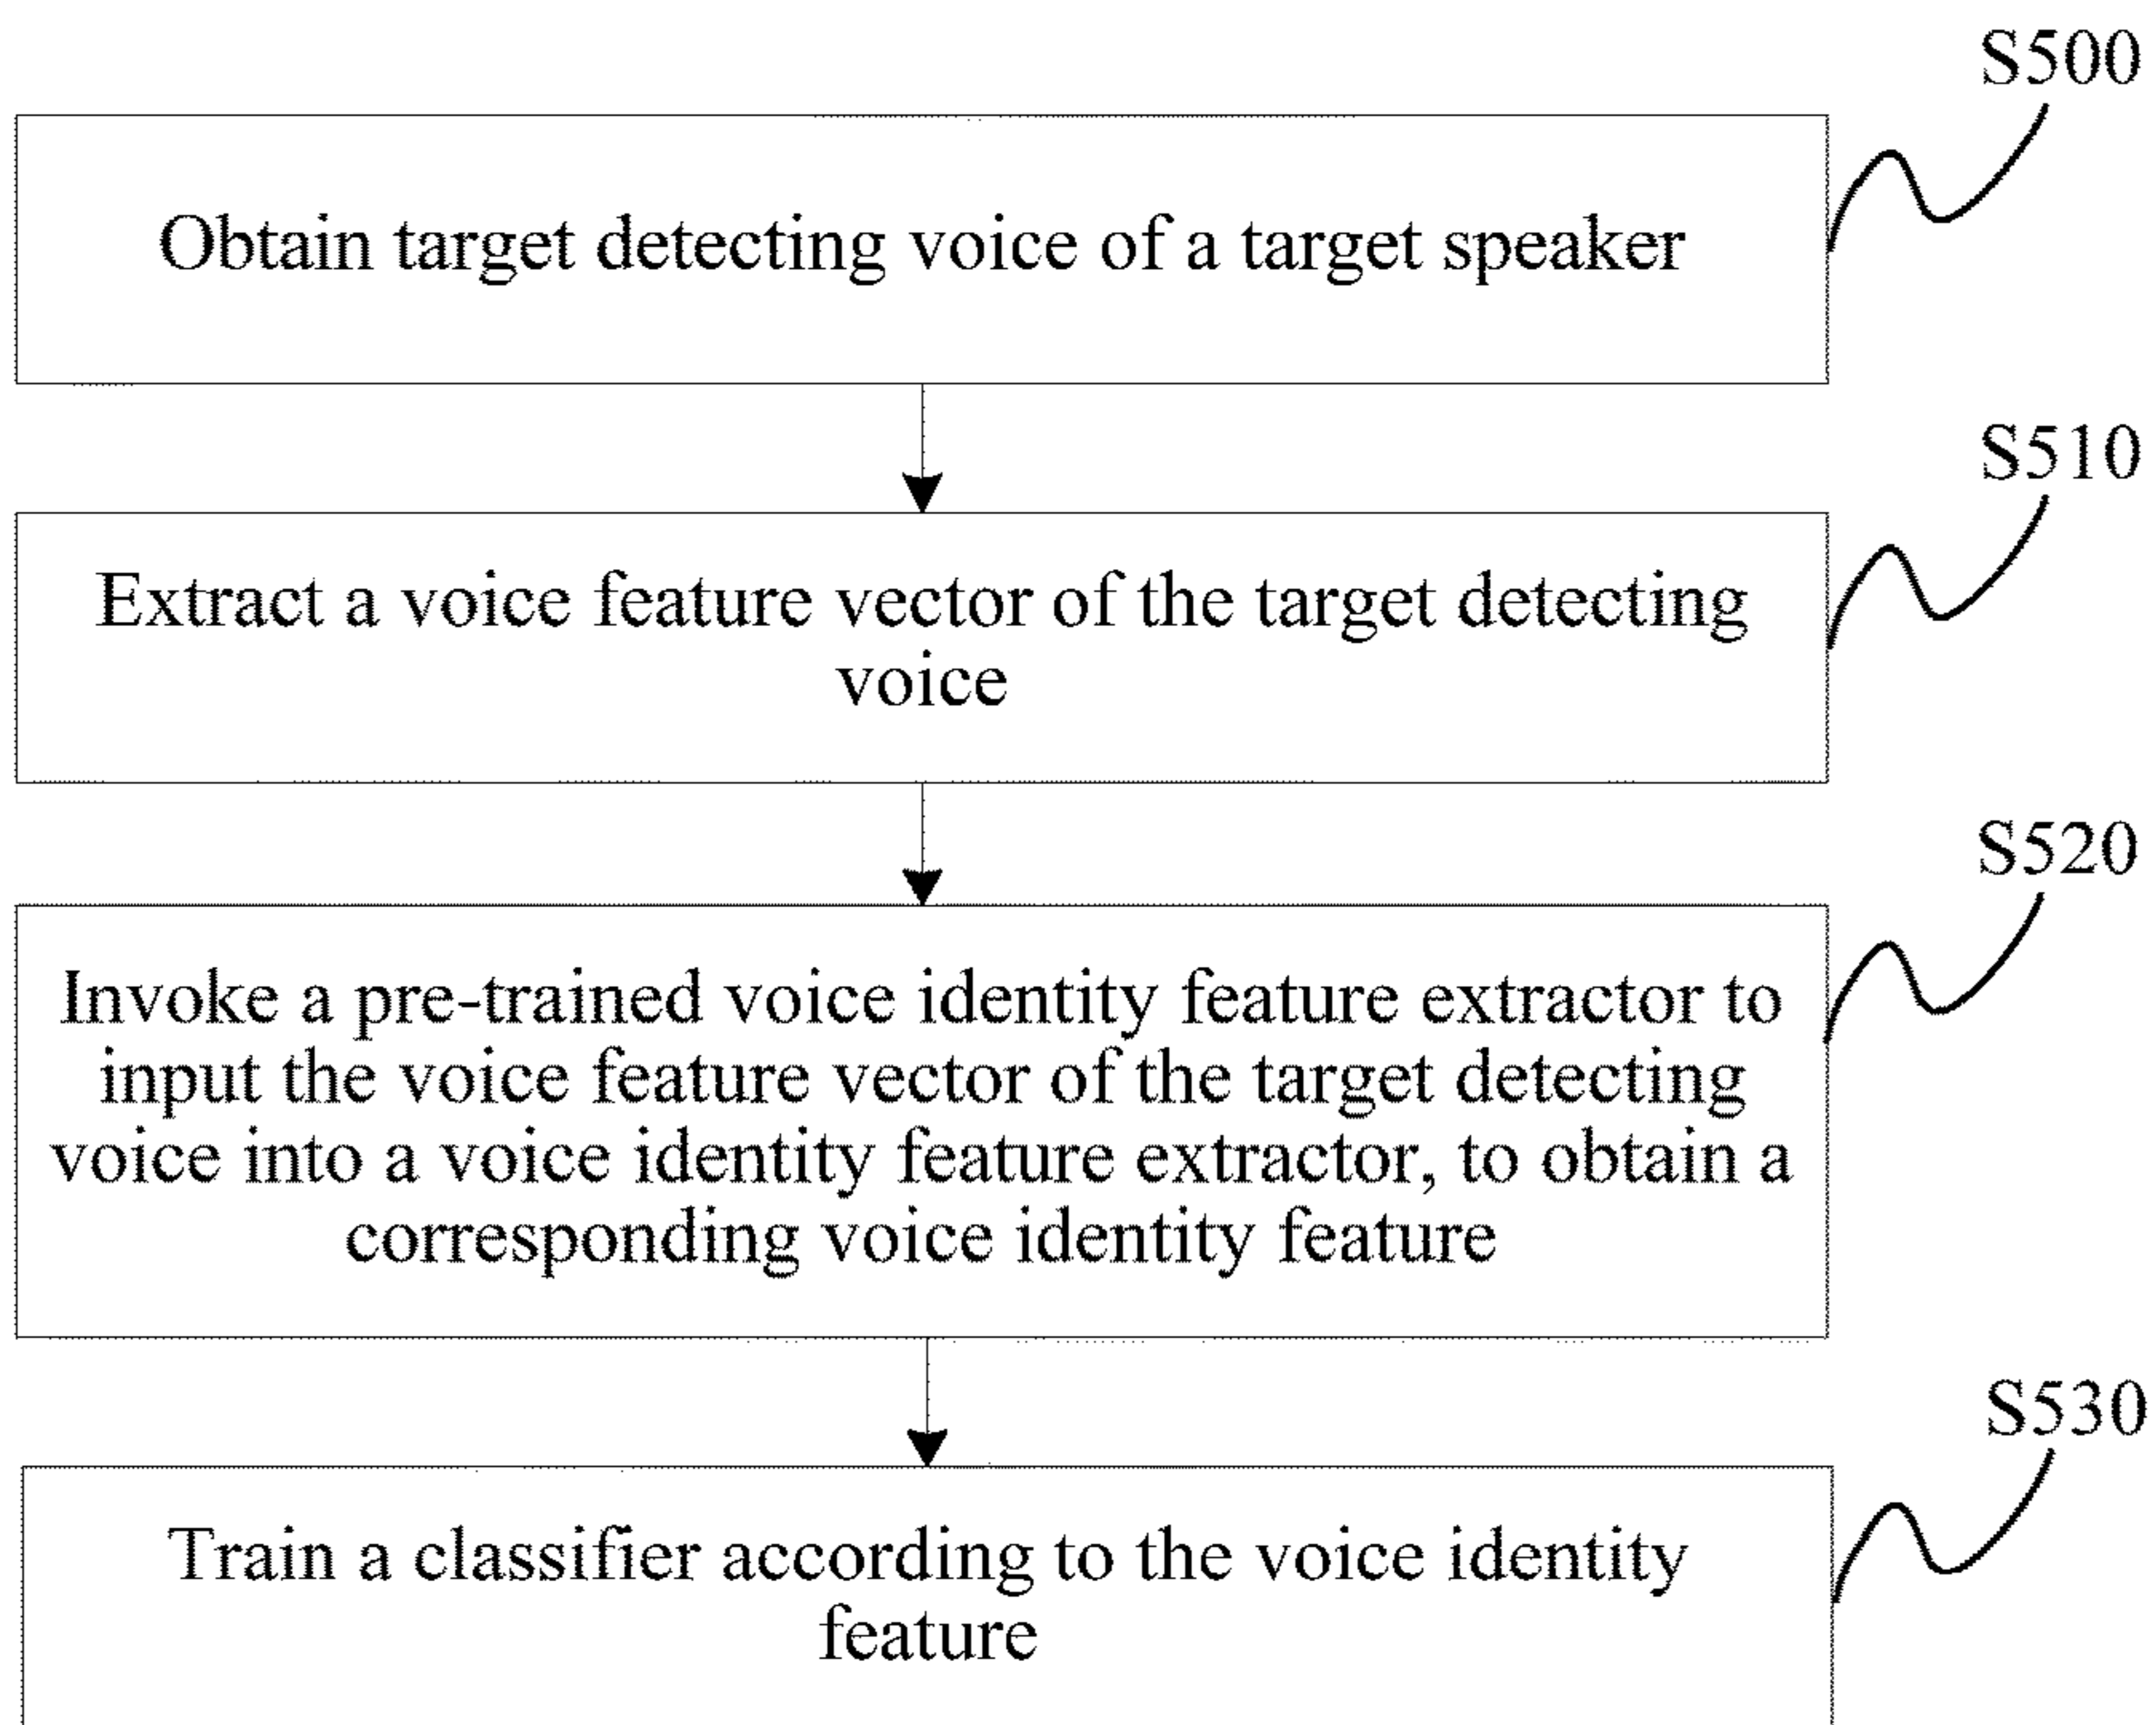 S500
Obtain target detecting voice of a target speaker
S510
Extract a voice feature vector of the target detecting
voice
S520
Invoke a pre-trained voice identity feature extractor to
input the voice feature vector of the target detecting
voice into a voice identity feature extractor, to obtain a
corresponding voice identity feature
S530
Train a classifier according to the voice identity
feature